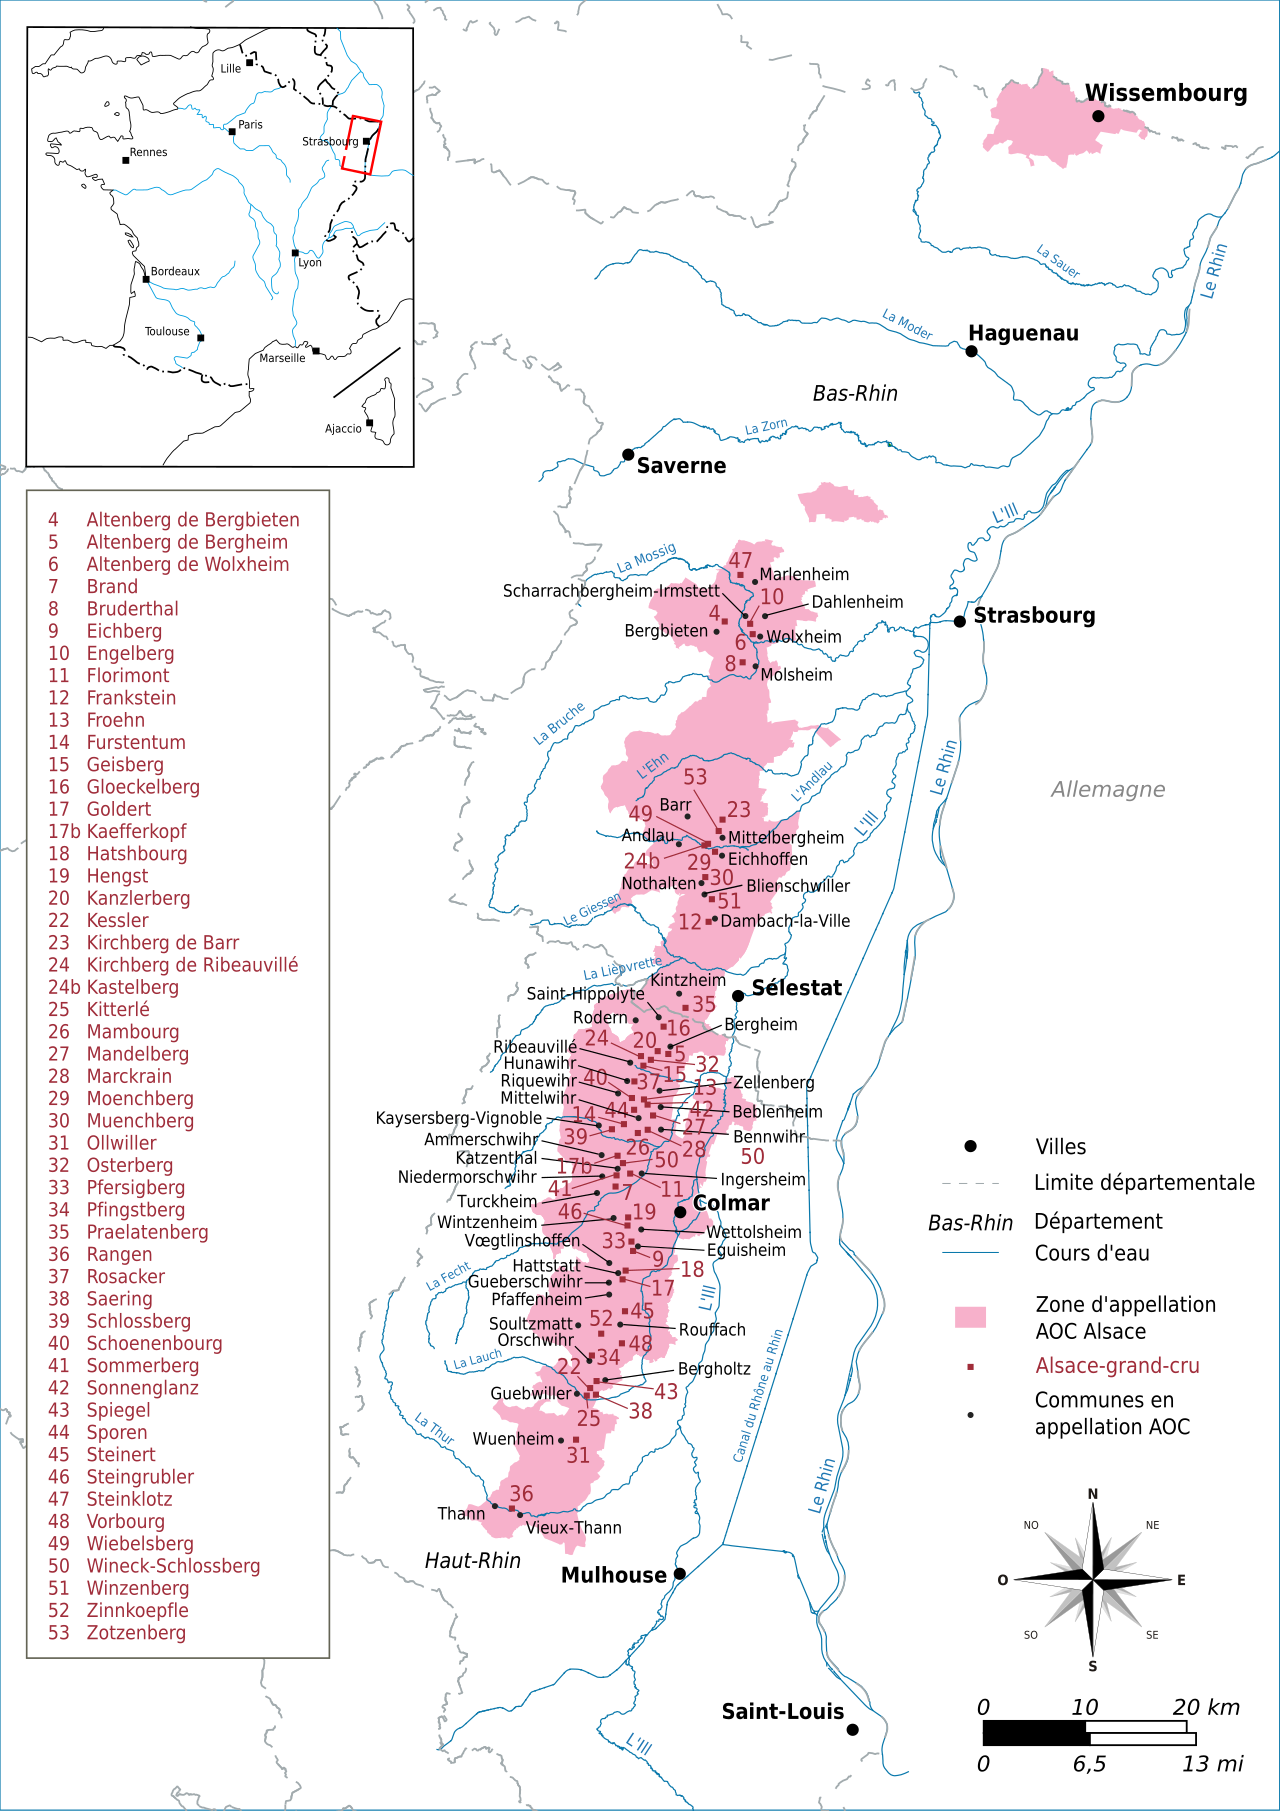 Lille
Paris
Strasbourg
Rennes
Lyon
Bordeaux
Toulouse
Marseille
Ajaccio
4 Altenberg de Bergbieten
5 Altenberg de Bergheim
6 Altenberg de Wolxheim
7 Brand
8 Bruderthal
9 Eichberg
10 Engelberg
11 Florimont
12 Frankstein
13 Froehn
14 Furstentum
15 Geisberg
16 Gloeckelberg
17 Goldert
17b Kaefferkopf
18 Hatshbourg
19 Hengst
20 Kanzlerberg
22 Kessler
23 Kirchberg de Barr
24 Kirchberg de Ribeauvillé
24b Kastelberg
25 Kitterlé
26 Mambourg
27 Mandelberg
28 Marckrain
29 Moenchberg
30 Muenchberg
31 Ollwiller
32 Osterberg
33 Pfersigberg
34 Pfingstberg
35 Praelatenberg
36 Rangen
37 Rosacker
38 Saering
39 Schlossberg
40 Schoenenbourg
41 Sommerberg
42 Sonnenglanz
43 Spiegel
44 Sporen
45 Steinert
46 Steingrubler
47 Steinklotz
48 Vorbourg
49 Wiebelsberg
50 Wineck-Schlossberg
51 Winzenberg
52 Zinnkoepfle
53 Zotzenberg
Wissembourg
La Sauer
Le Rhin
La Moder
Haguenau
Bas-Rhin
La Zorn
Saverne
L'Ill
La Mossig
47
Marlenheim
Scharrachbergheim-Irmstett
10
Dahlenheim
4
Strasbourg
Bergbieten
6
Wolxheim
8
Molsheim
La Bruche
L'Ehn
53
L'Andlau
Le Rhin
Allemagne
Barr
49
23
L'Ill
Andlau
Mittelbergheim
24b
29
Eichhoffen
Nothalten
30
Blienschwiller
51
Le Giessen
12
Dambach-la-Ville
La Lièpvrette
Kintzheim
Sélestat
Saint-Hippolyte
35
Rodern
16
Bergheim
24
20
5
Ribeauvillé
32
Hunawihr
15
Riquewihr
40
37
13
Zellenberg
Mittelwihr
14
44
42
Beblenheim
Kaysersberg-Vignoble
27
39
Bennwihr
Ammerschwihr
26
28
50
Katzenthal
17b
50
Niedermorschwihr
41
7
11
Ingersheim
Turckheim
Colmar
46
19
Wintzenheim
Wettolsheim
Vœgtlinshoffen
33
Eguisheim
9
Hattstatt
18
La Fecht
Gueberschwihr
17
L'Ill
Pfaffenheim
45
Soultzmatt
52
Rouffach
Orschwihr
48
34
La Lauch
22
Bergholtz
Guebwiller
43
25
38
La Thur
Wuenheim
31
Canal du Rhône au Rhin
Le Rhin
36
Thann
Vieux-Thann
Haut-Rhin
Mulhouse
Saint-Louis
L'Ill
Villes
Limite départementale
Bas-Rhin Département
Cours d'eau
Zone d'appellation
AOC Alsace
Alsace-grand-cru
Communes en
appellation AOC
N
NO
NE
O
E
SO
SE
S
0 10 20 km
0 6,5 13 mi